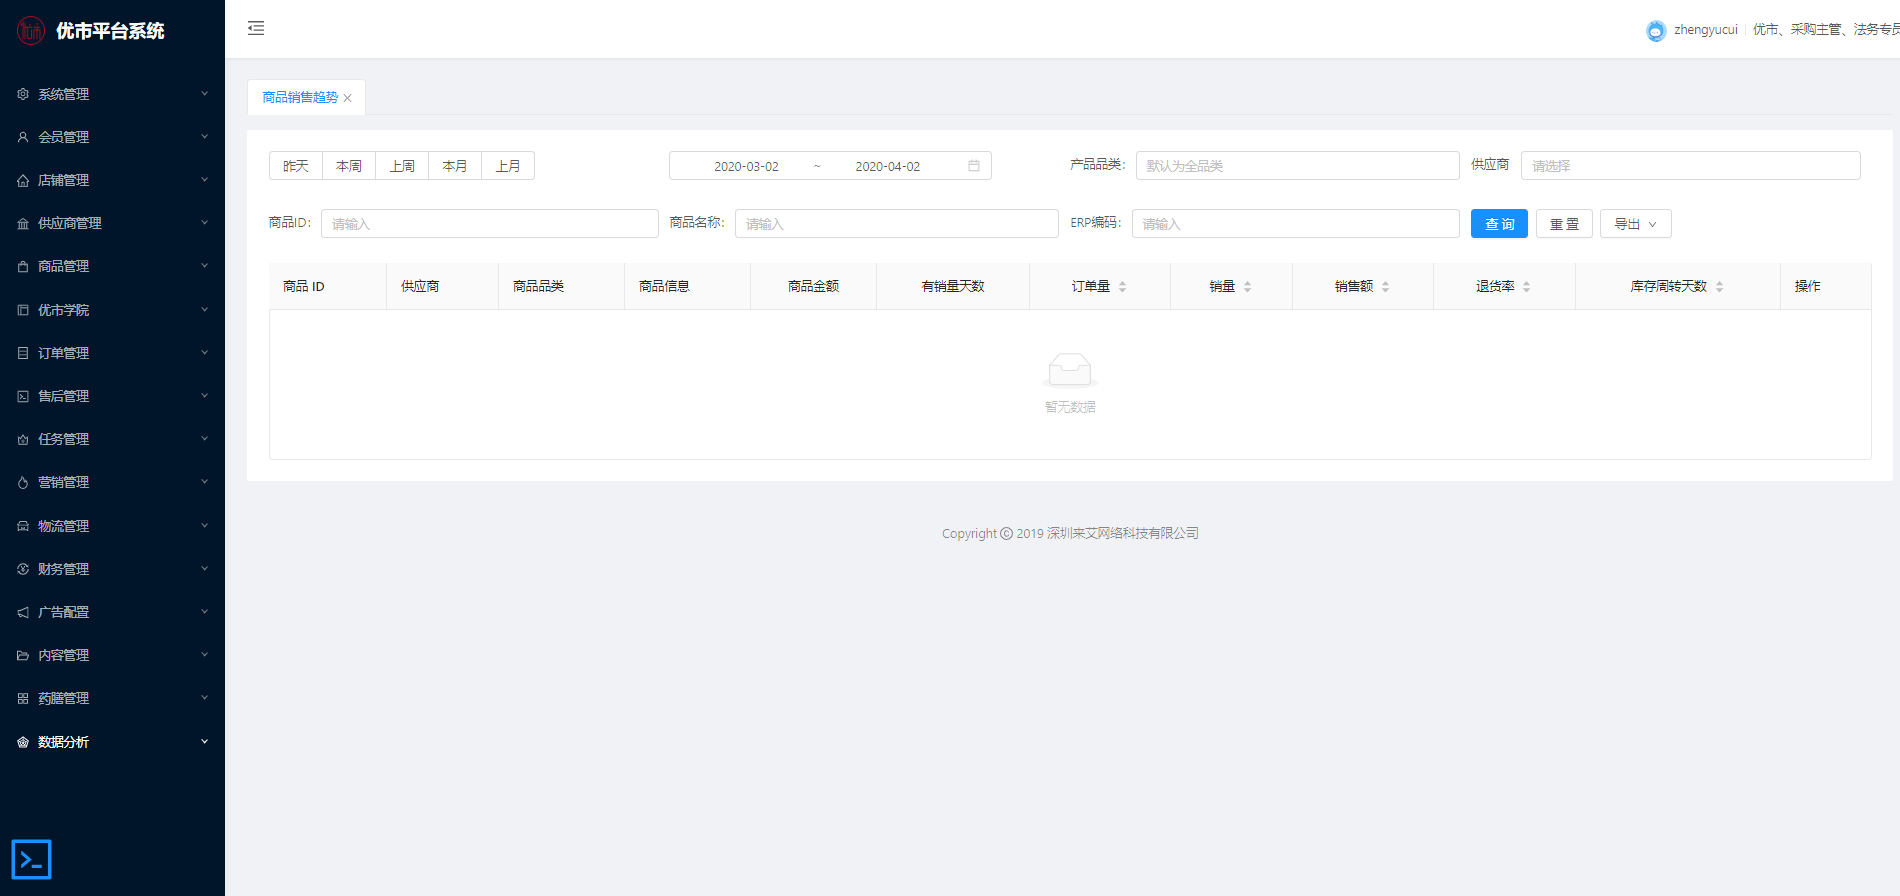 优市平台系统
zhengyucui
优市、采购主管、法务专员
系统管理
会员管理
店铺管理
供应商管理
商品管理
优市学院
订单管理
售后管理
任务管理
营销管理
物流管理
财务管理
广告配置
内容管理
药膳管理
数据分析
商品销售趋势
昨天 本周 上周 本月 上月
2020-03-02 ~ 2020-04-02
产品品类: 默认为全品类
供应商 请选择
商品ID: 请输入
商品名称: 请输入
ERP编码: 请输入
查 询 重 置 导出
商品 ID 供应商 商品品类 商品信息 商品金额 有销量天数 订单量 销量 销售额 退货率 库存周转天数 操作
暂无数据
Copyright © 2019 深圳来艾网络科技有限公司